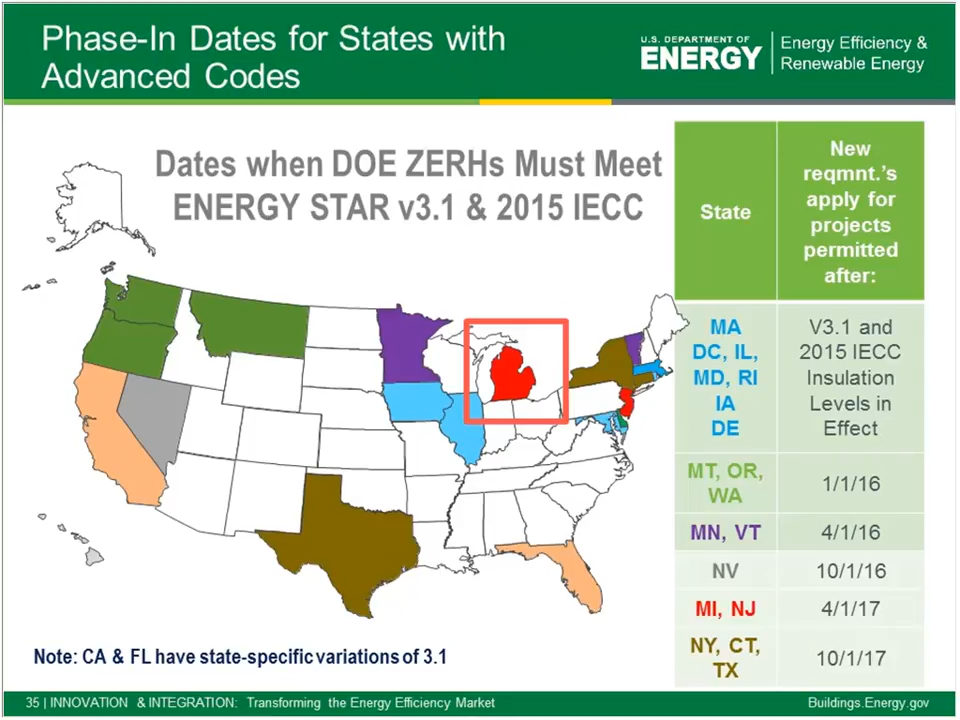 Phase-In Dates for States with
Advanced Codes
U.S. DEPARTMENT OF
ENERGY
Energy Efficiency &
Renewable Energy
Dates when DOE ZERHs Must Meet
ENERGY STAR v3.1 & 2015 IECC
State
New
reqmnt.'s
apply for
projects
permitted
after:
MA
DC, IL,
MD, RI
IA
DE
V3.1 and
2015 IECC
Insulation
Levels in
Effect
MT, OR,
WA
1/1/16
MN, VT
4/1/16
NV
10/1/16
MI, NJ
4/1/17
NY, CT,
TX
10/1/17
Note: CA & FL have state-specific variations of 3.1
35 | INNOVATION & INTEGRATION: Transforming the Energy Efficiency Market
Buildings.Energy.gov